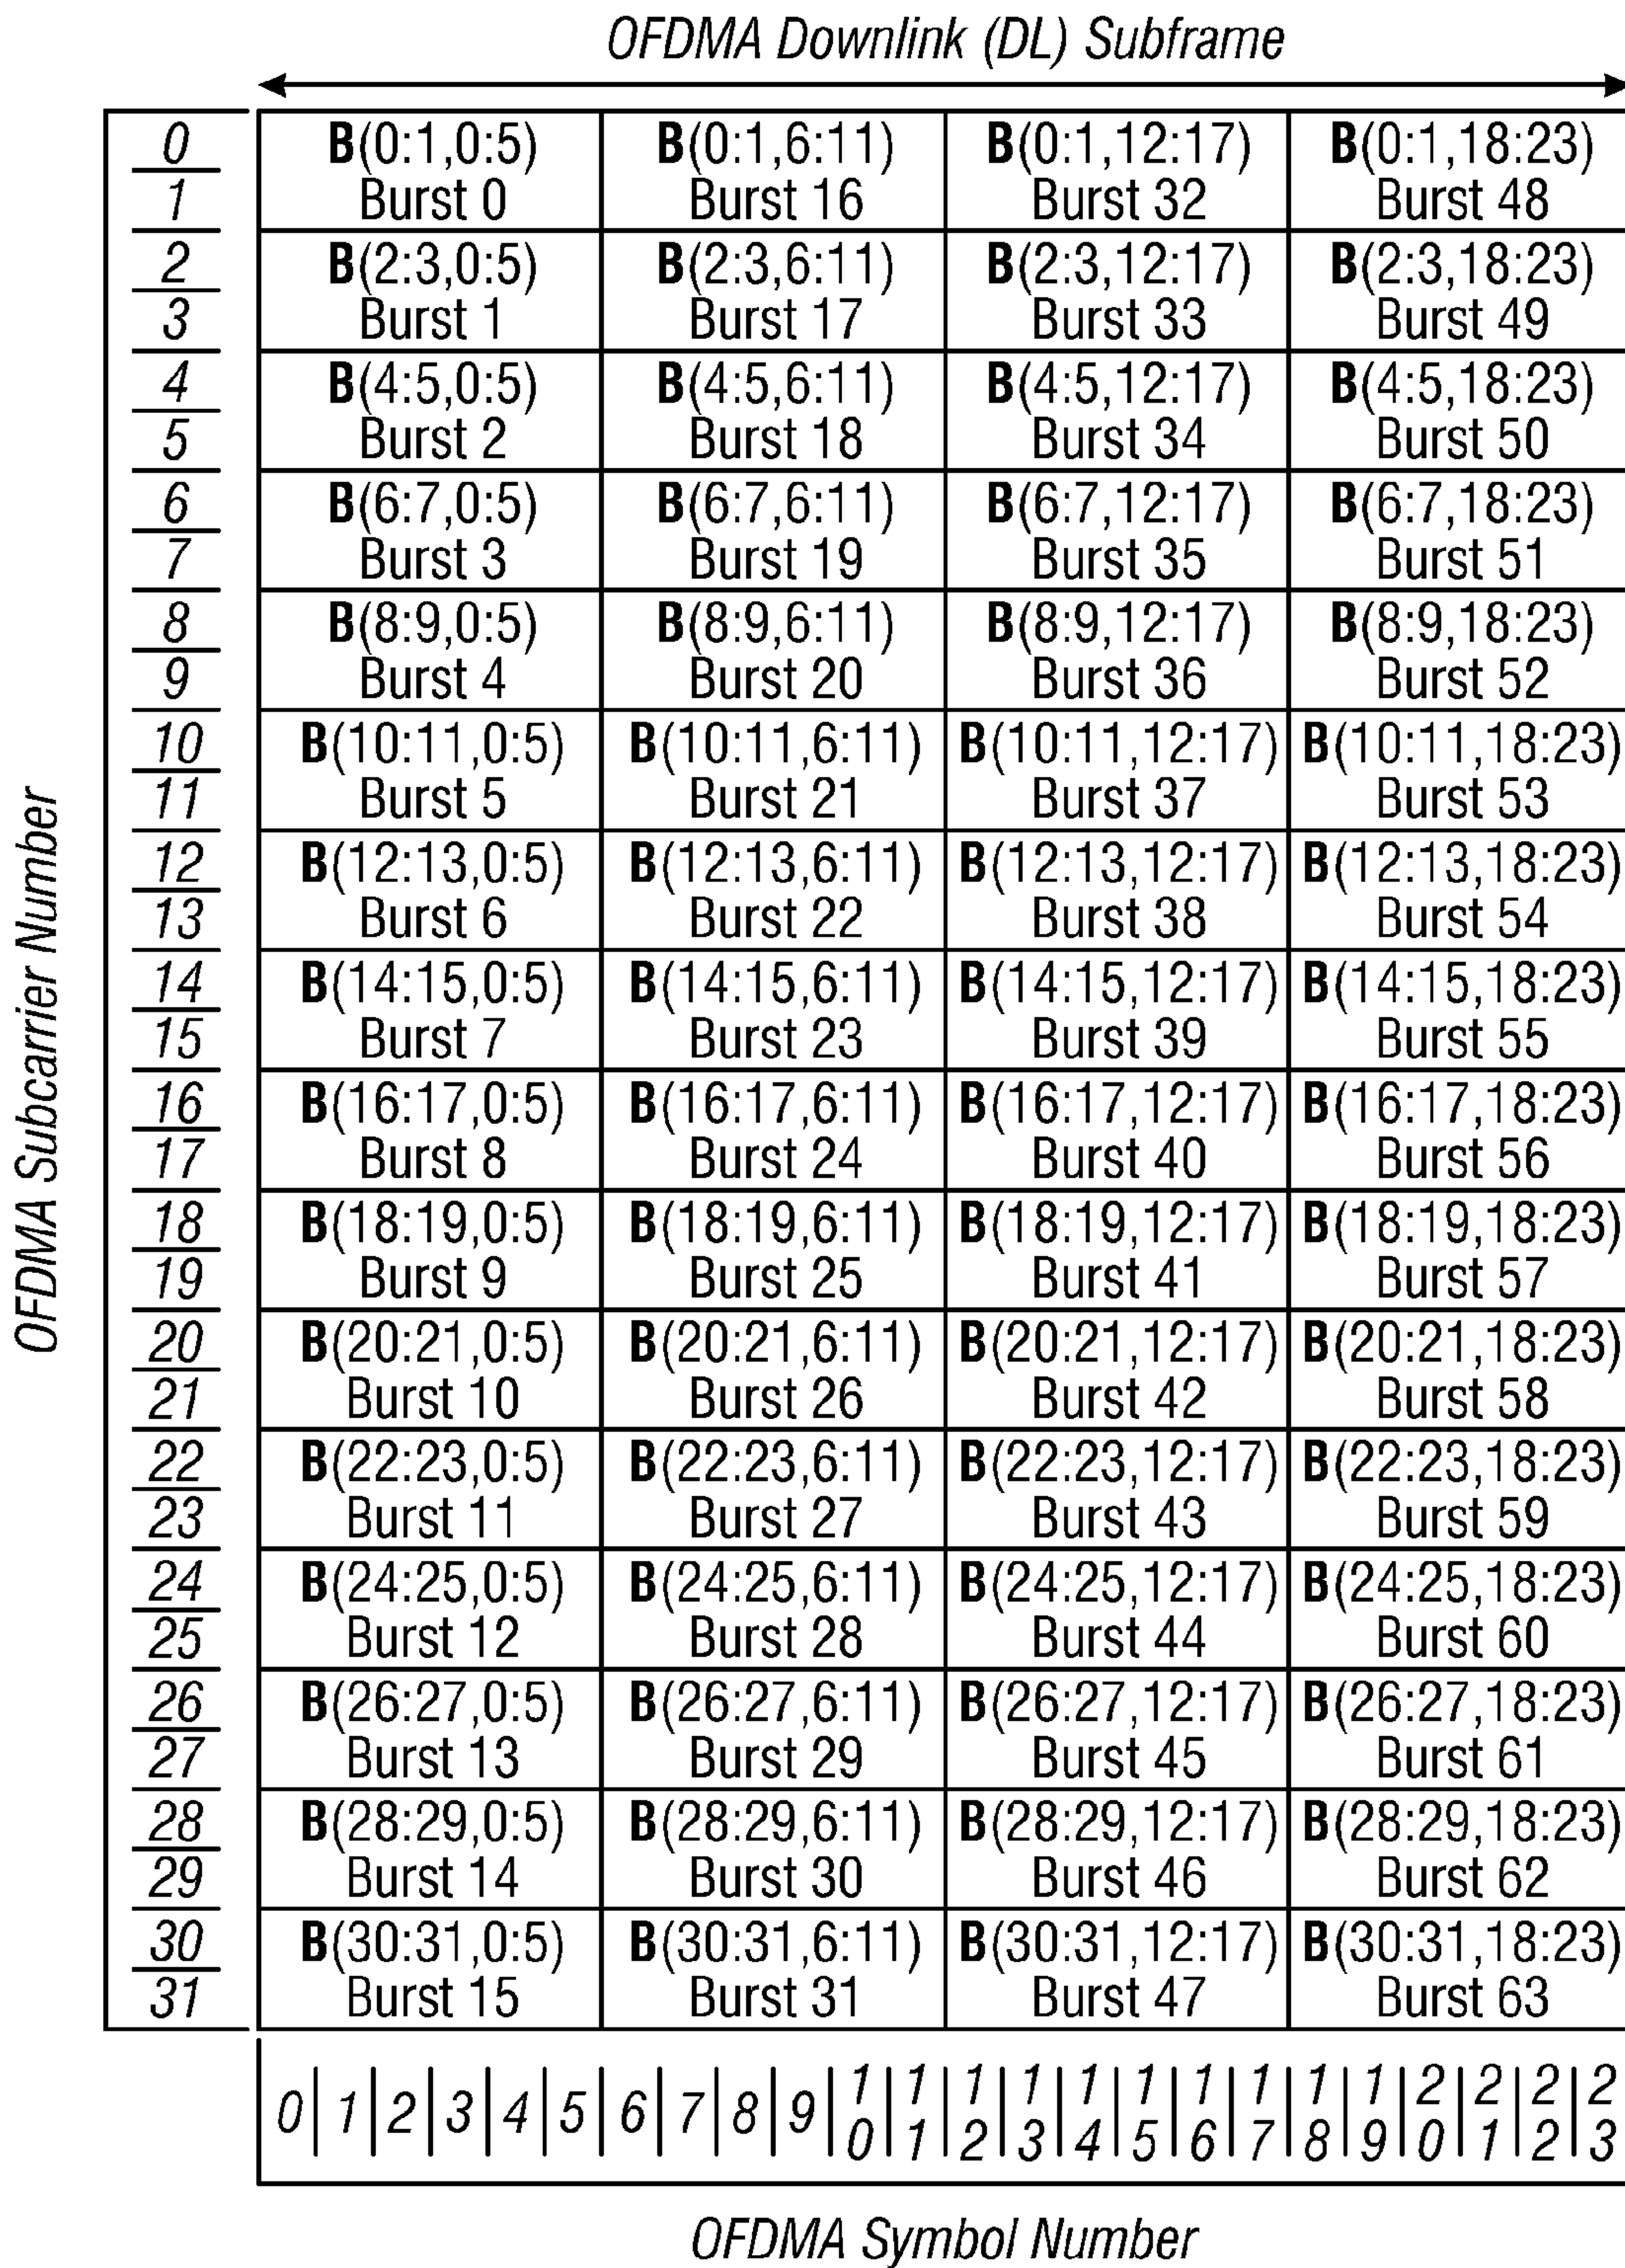 OFDMA Downlink (DL) Subframe
0 B(0:1,0:5) B(0:1,6:11) B(0:1,12:17) B(0:1,18:23)
1 Burst 0 Burst 16 Burst 32 Burst 48
2 B(2:3,0:5) B(2:3,6:11) B(2:3,12:17) B(2:3,18:23)
3 Burst 1 Burst 17 Burst 33 Burst 49
4 B(4:5,0:5) B(4:5,6:11) B(4:5,12:17) B(4:5,18:23)
5 Burst 2 Burst 18 Burst 34 Burst 50
6 B(6:7,0:5) B(6:7,6:11) B(6:7,12:17) B(6:7,18:23)
7 Burst 3 Burst 19 Burst 35 Burst 51
8 B(8:9,0:5) B(8:9,6:11) B(8:9,12:17) B(8:9,18:23)
9 Burst 4 Burst 20 Burst 36 Burst 52
10 B(10:11,0:5) B(10:11,6:11) B(10:11,12:17) B(10:11,18:23)
11 Burst 5 Burst 21 Burst 37 Burst 53
12 B(12:13,0:5) B(12:13,6:11) B(12:13,12:17) B(12:13,18:23)
13 Burst 6 Burst 22 Burst 38 Burst 54
14 B(14:15,0:5) B(14:15,6:11) B(14:15,12:17) B(14:15,18:23)
15 Burst 7 Burst 23 Burst 39 Burst 55
16 B(16:17,0:5) B(16:17,6:11) B(16:17,12:17) B(16:17,18:23)
17 Burst 8 Burst 24 Burst 40 Burst 56
18 B(18:19,0:5) B(18:19,6:11) B(18:19,12:17) B(18:19,18:23)
19 Burst 9 Burst 25 Burst 41 Burst 57
20 B(20:21,0:5) B(20:21,6:11) B(20:21,12:17) B(20:21,18:23)
21 Burst 10 Burst 26 Burst 42 Burst 58
22 B(22:23,0:5) B(22:23,6:11) B(22:23,12:17) B(22:23,18:23)
23 Burst 11 Burst 27 Burst 43 Burst 59
24 B(24:25,0:5) B(24:25,6:11) B(24:25,12:17) B(24:25,18:23)
25 Burst 12 Burst 28 Burst 44 Burst 60
26 B(26:27,0:5) B(26:27,6:11) B(26:27,12:17) B(26:27,18:23)
27 Burst 13 Burst 29 Burst 45 Burst 61
28 B(28:29,0:5) B(28:29,6:11) B(28:29,12:17) B(28:29,18:23)
29 Burst 14 Burst 30 Burst 46 Burst 62
30 B(30:31,0:5) B(30:31,6:11) B(30:31,12:17) B(30:31,18:23)
31 Burst 15 Burst 31 Burst 47 Burst 63
OFDMA Subcarrier Number
0 1 2 3 4 5 6 7 8 9 10 11 12 13 14 15 16 17 18 19 20 21 22 23
OFDMA Symbol Number